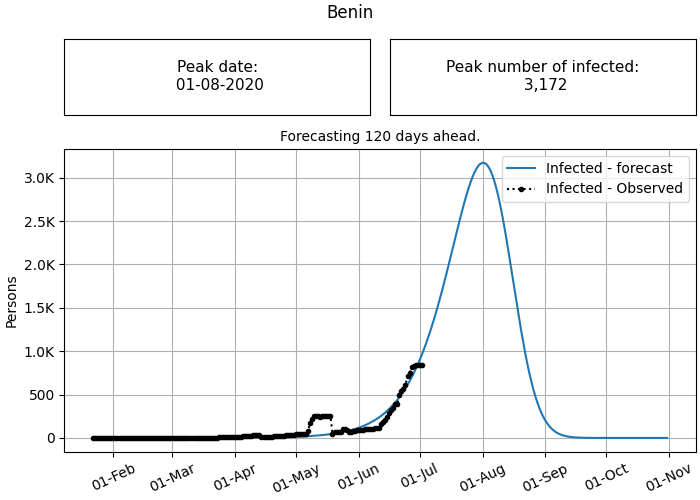 Benin
Peak date:
01-08-2020
Peak number of infected:
3,172
Forecasting 120 days ahead.
Infected - forecast
Infected - Observed
3.0K
2.5K
2.0K
1.5K
1.0K
500
0
Persons
01-Feb
01-Mar
01-Apr
01-May
01-Jun
01-Jul
01-Aug
01-Sep
01-Oct
01-Nov